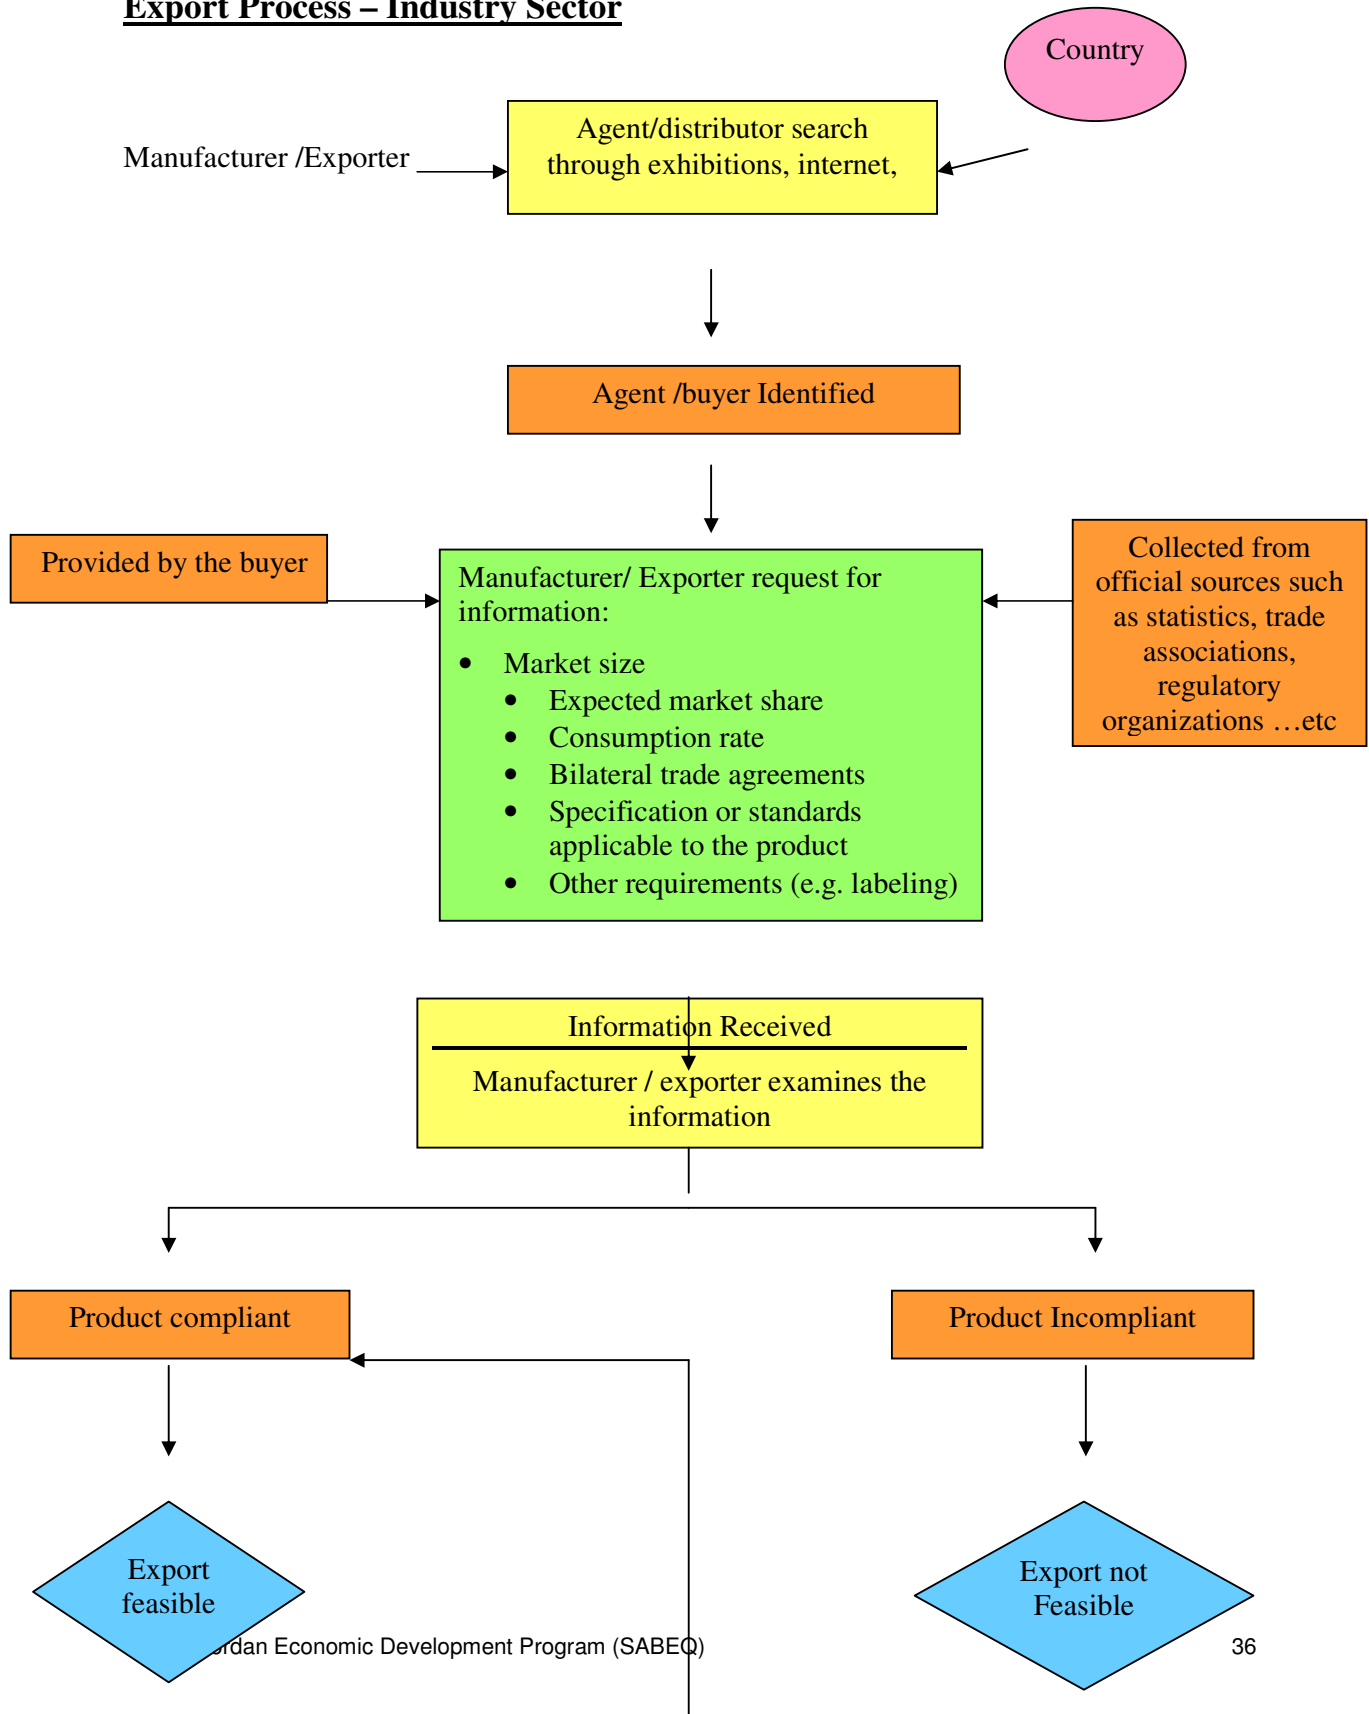 Export Process – Industry Sector
Country
Agent/distributor search
through exhibitions, internet,
Manufacturer /Exporter
Agent /buyer Identified
Provided by the buyer
Manufacturer/ Exporter request for
information:
• Market size
• Expected market share
• Consumption rate
• Bilateral trade agreements
• Specification or standards
applicable to the product
• Other requirements (e.g. labeling)
Collected from
official sources such
as statistics, trade
associations,
regulatory
organizations …etc
Information Received
Manufacturer / exporter examines the
information
Product compliant
Product Incompliant
Export
feasible
Export not
Feasible
rdan Economic Development Program (SABEQ)
36